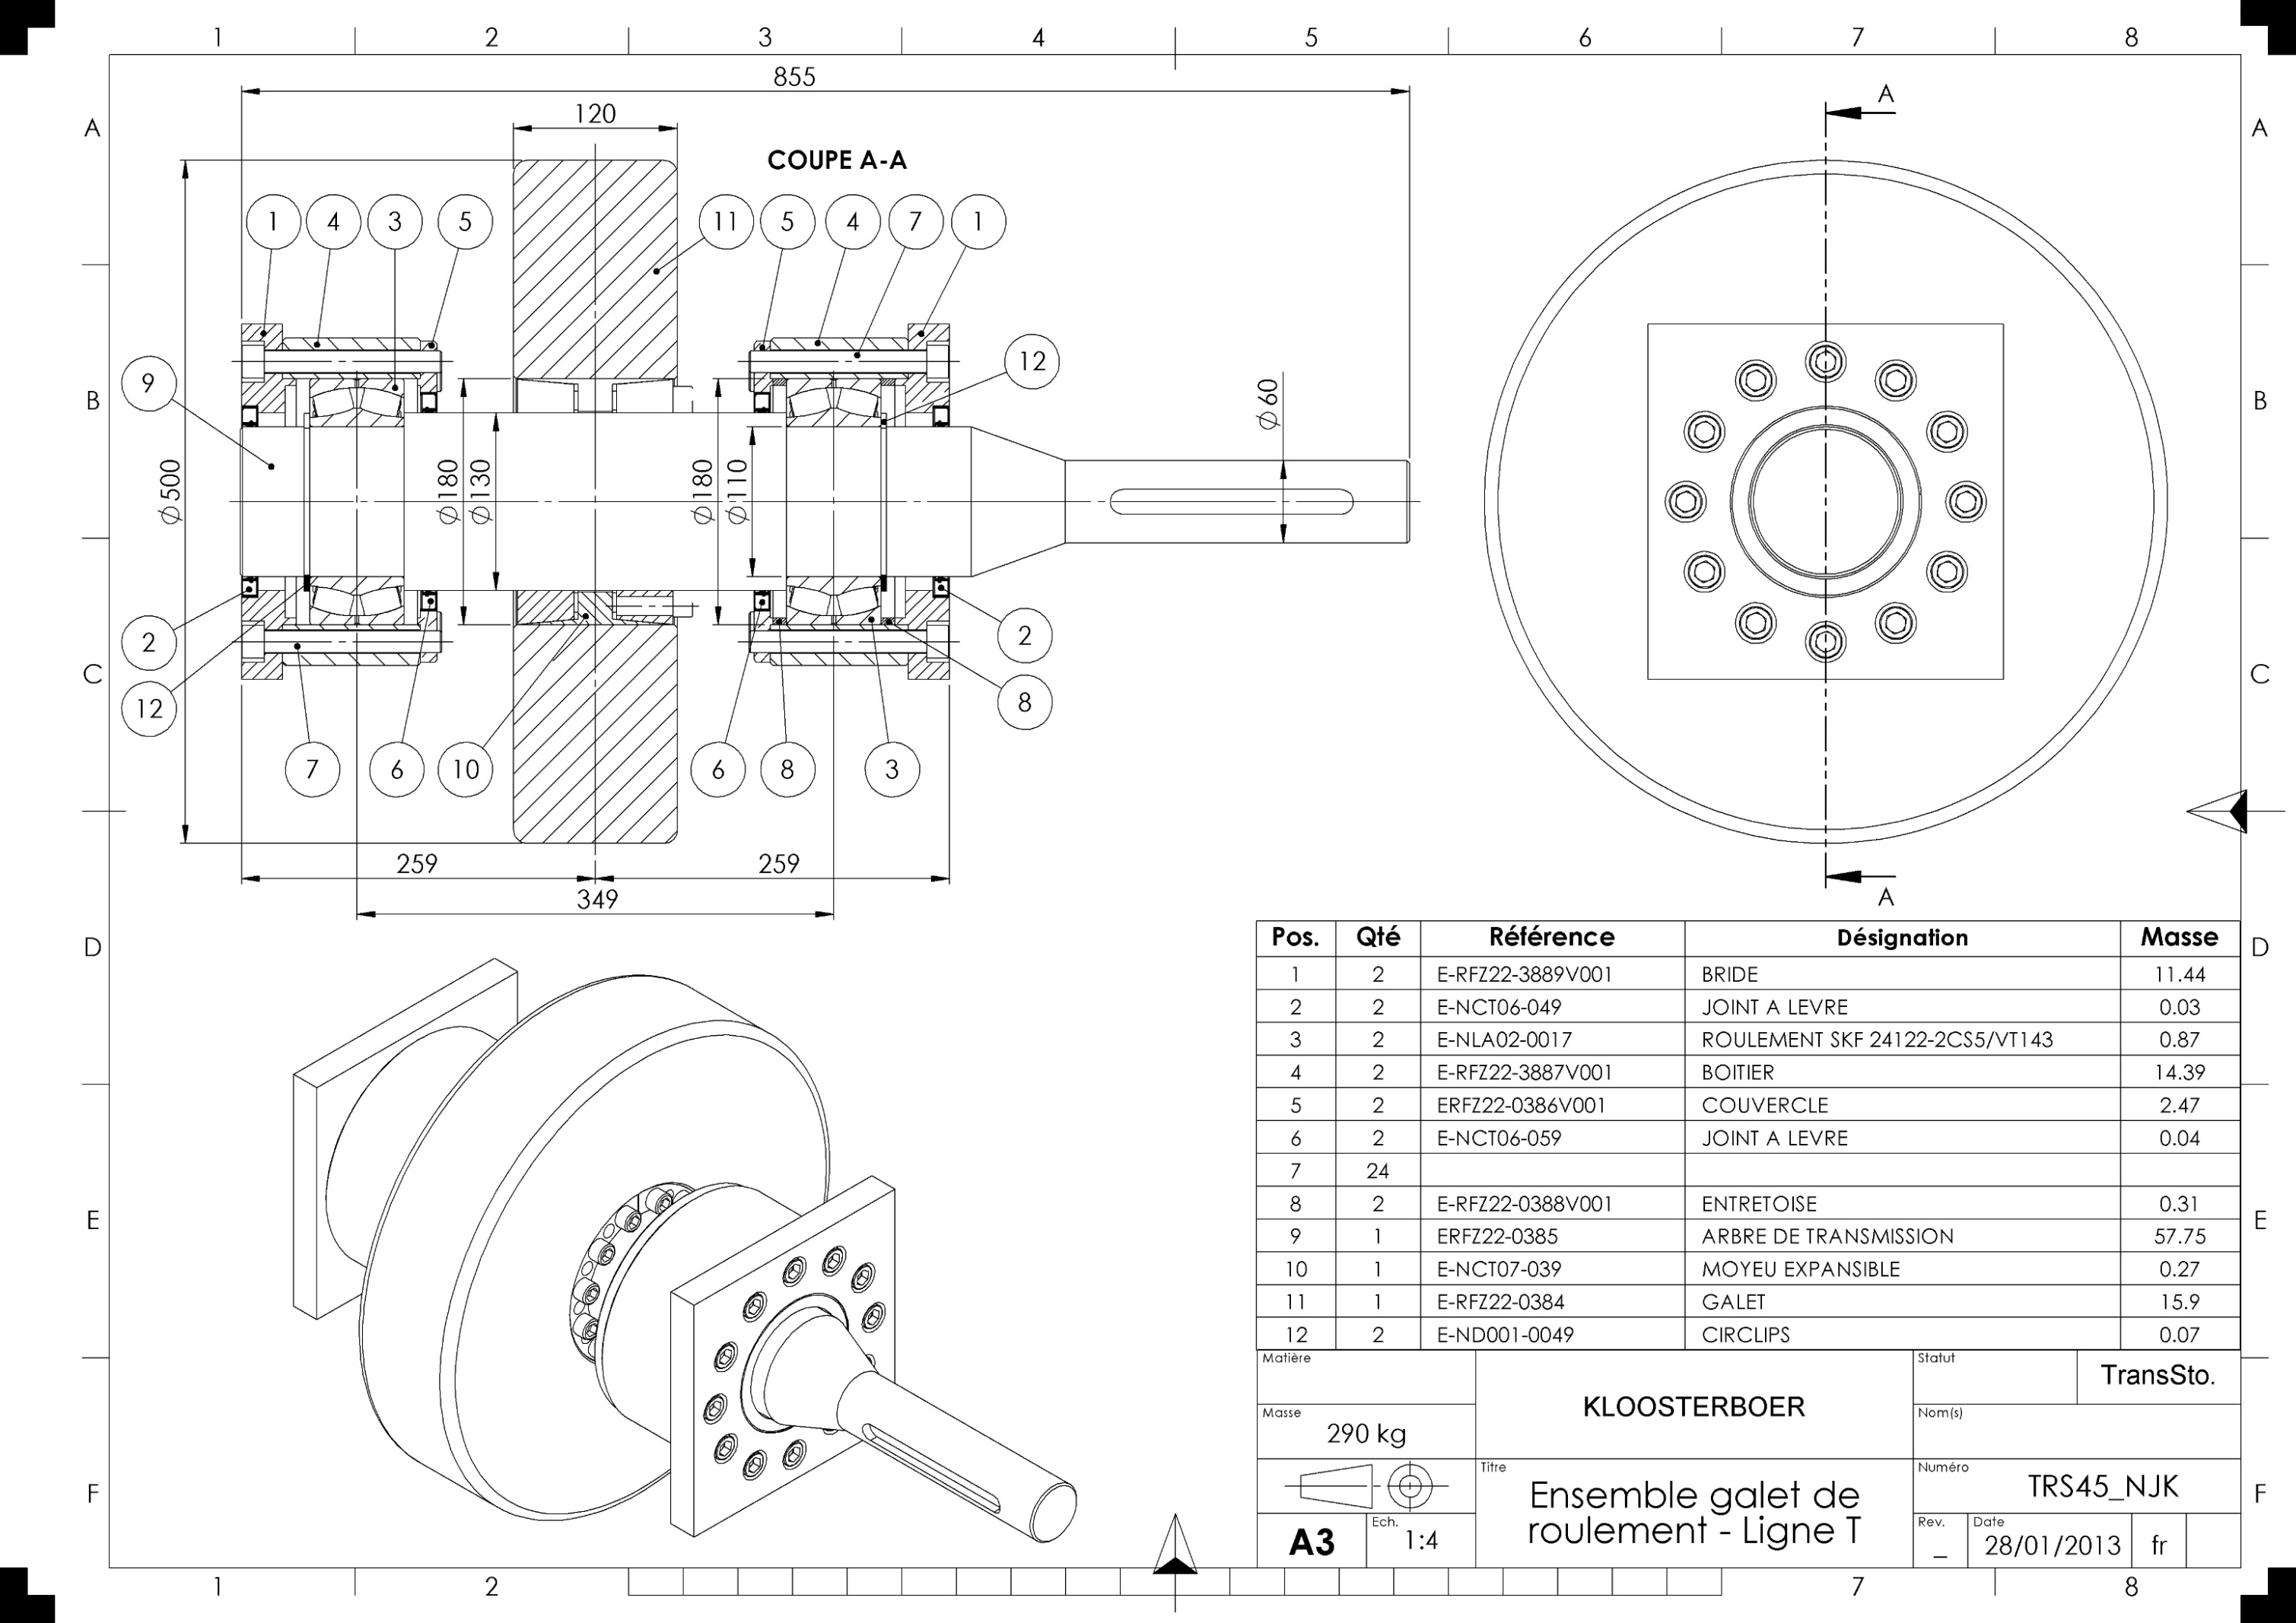 1 2 3 4 5 6 7 8
855
A 120 A A
COUPE A-A
1 4 3 5 11 5 4 7 1
12
9
B B
⌀60
⌀500 ⌀180 ⌀130 ⌀180 ⌀110
2 2
C C
12 8
7 6 10 6 8 3
259 259
349
A
D D
Pos. Qté Référence Désignation Masse
1 2 E-RFZ22-3889V001 BRIDE 11.44
2 2 E-NCT06-049 JOINT A LEVRE 0.03
3 2 E-NLA02-0017 ROULEMENT SKF 24122-2CS5/VT143 0.87
4 2 E-RFZ22-3887V001 BOITIER 14.39
5 2 ERFZ22-0386V001 COUVERCLE 2.47
6 2 E-NCT06-059 JOINT A LEVRE 0.04
7 24
8 2 E-RFZ22-0388V001 ENTRETOISE 0.31
E E
9 1 ERFZ22-0385 ARBRE DE TRANSMISSION 57.75
10 1 E-NCT07-039 MOYEU EXPANSIBLE 0.27
11 1 E-RFZ22-0384 GALET 15.9
12 2 E-ND001-0049 CIRCLIPS 0.07
Matière
Statut
TransSto.
KLOOSTERBOER
Masse
290 kg
Nom(s)
Titre
Ensemble galet de
roulement - Ligne T
Numéro
TRS45_NJK
F F
A3
Ech.
1:4
Rev.
_
Date
28/01/2013
fr
1 2 7 8